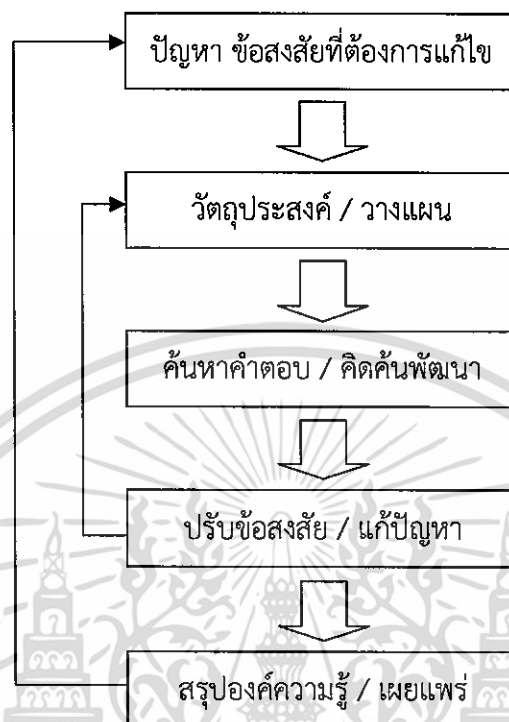 ปัญหา ข้อสงสัยที่ต้องการแก้ไข
วัตถุประสงค์ / วางแผน
ค้นหาคำตอบ / คิดค้นพัฒนา
ปรับข้อสงสัย / แก้ปัญหา
สรุปองค์ความรู้ / เผยแพร่